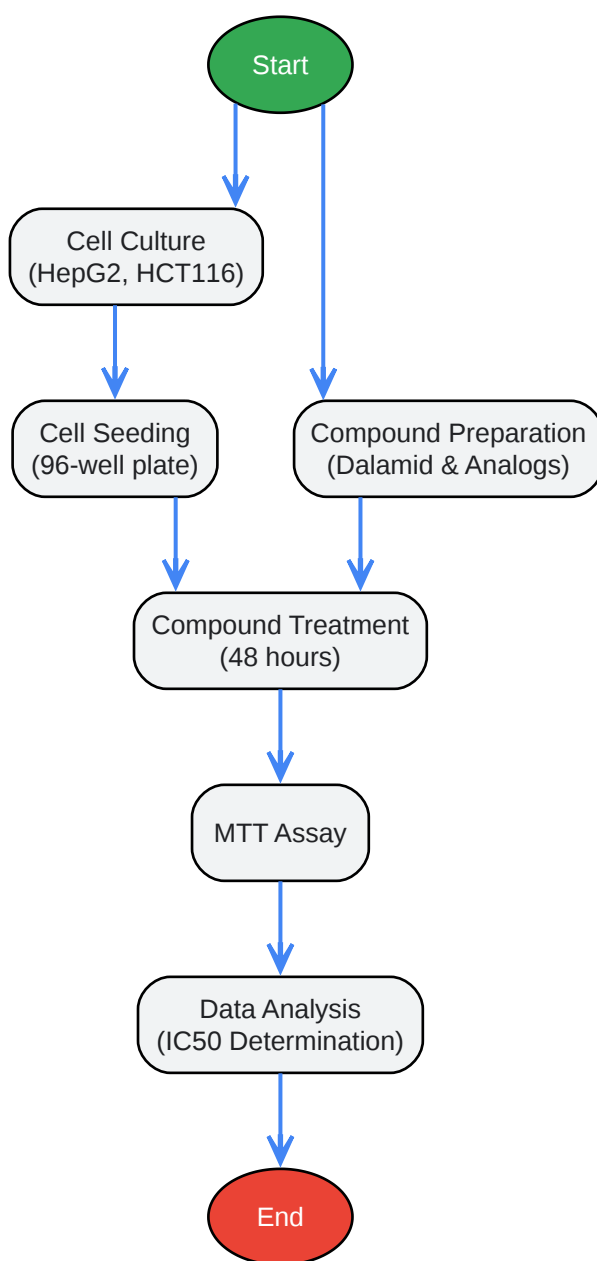 Start
Cell Culture
(HepG2, HCT116)
Cell Seeding
(96-well plate)
Compound Preparation
(Dalamid & Analogs)
Compound Treatment
(48 hours)
MTT Assay
Data Analysis
(IC50 Determination)
End